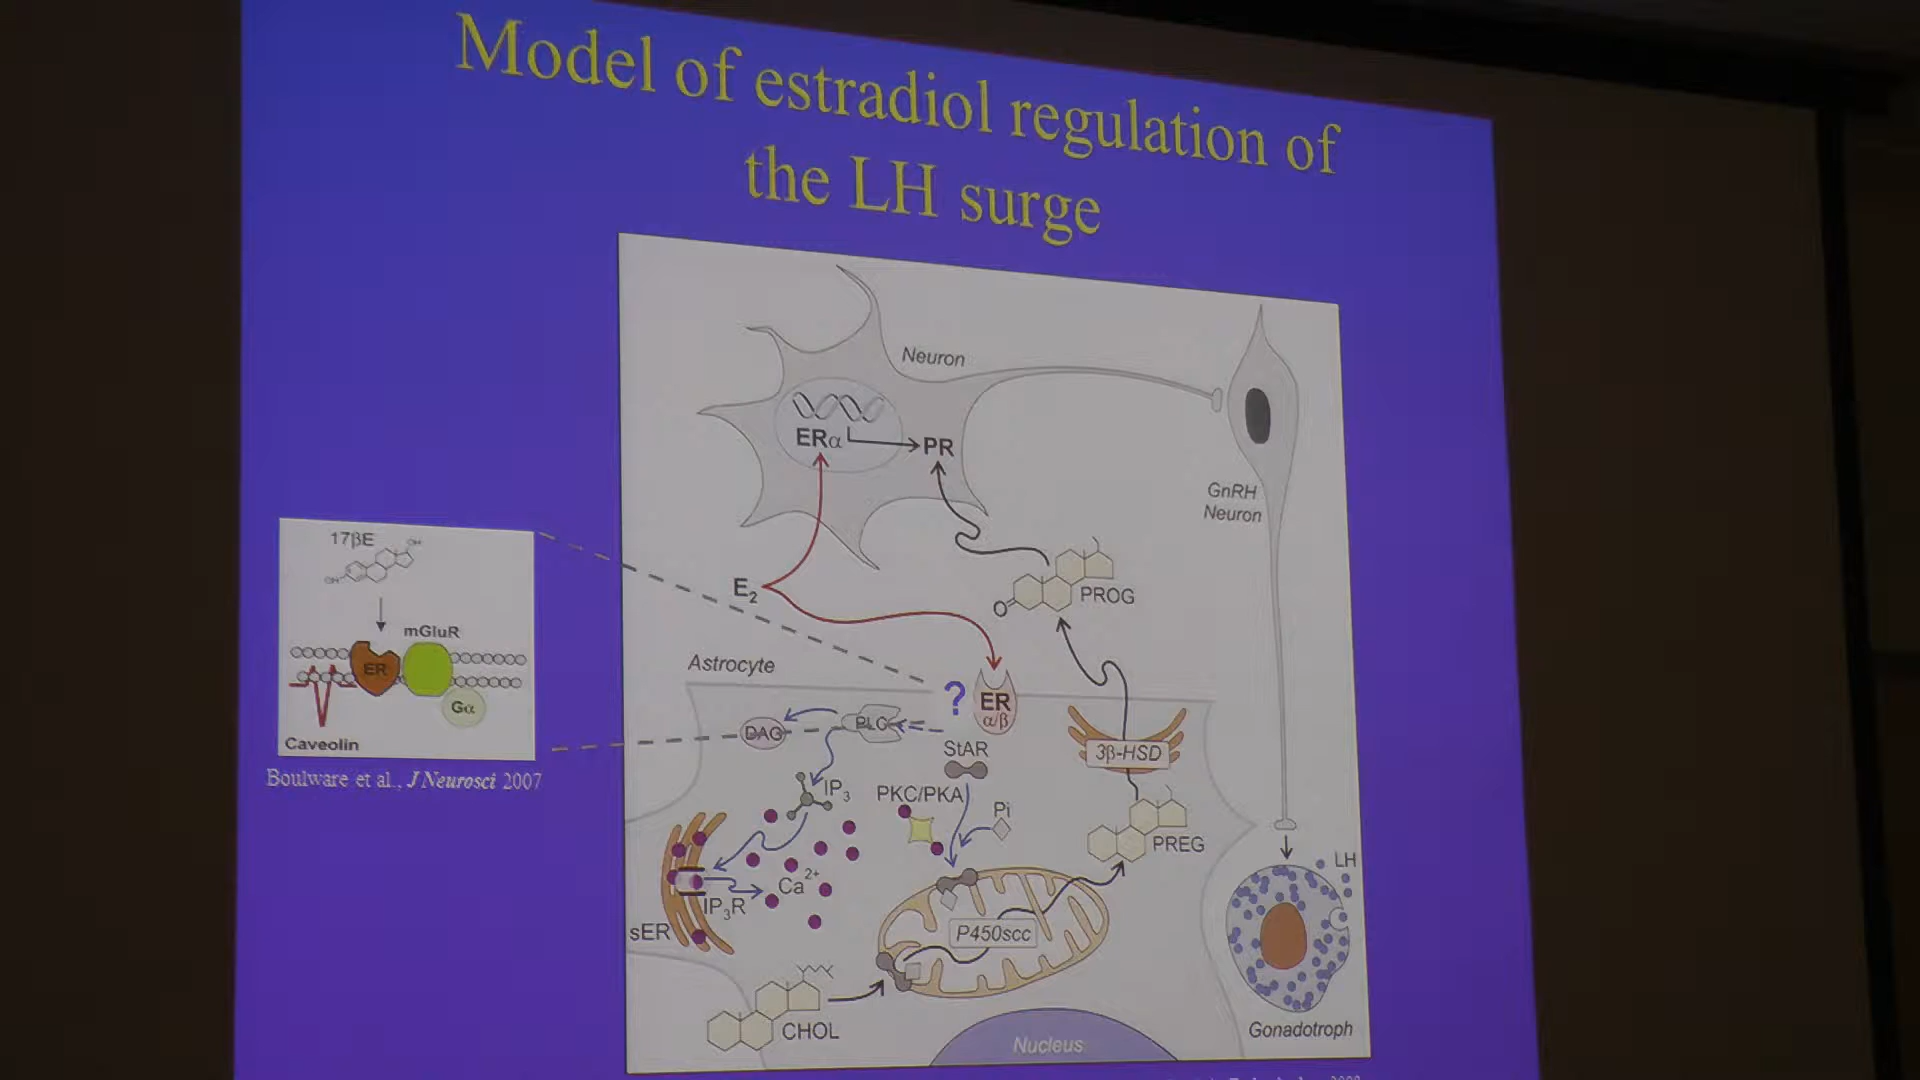 Model of estradiol regulation of
the LH surge
Neuron
ERα
PR
GnRH
Neuron
17βE
OH
OH
mGluR
ER
Gα
Caveolin
Boulware et al., J Neurosci 2007
E2
PROG
O
Astrocyte
?
ER
α/β
DAG
PLC
StAR
3β-HSD
IP3
PKC/PKA
Pi
PREG
LH
Ca2+
IP3R
sER
P450scc
CHOL
Nucleus
Gonadotroph